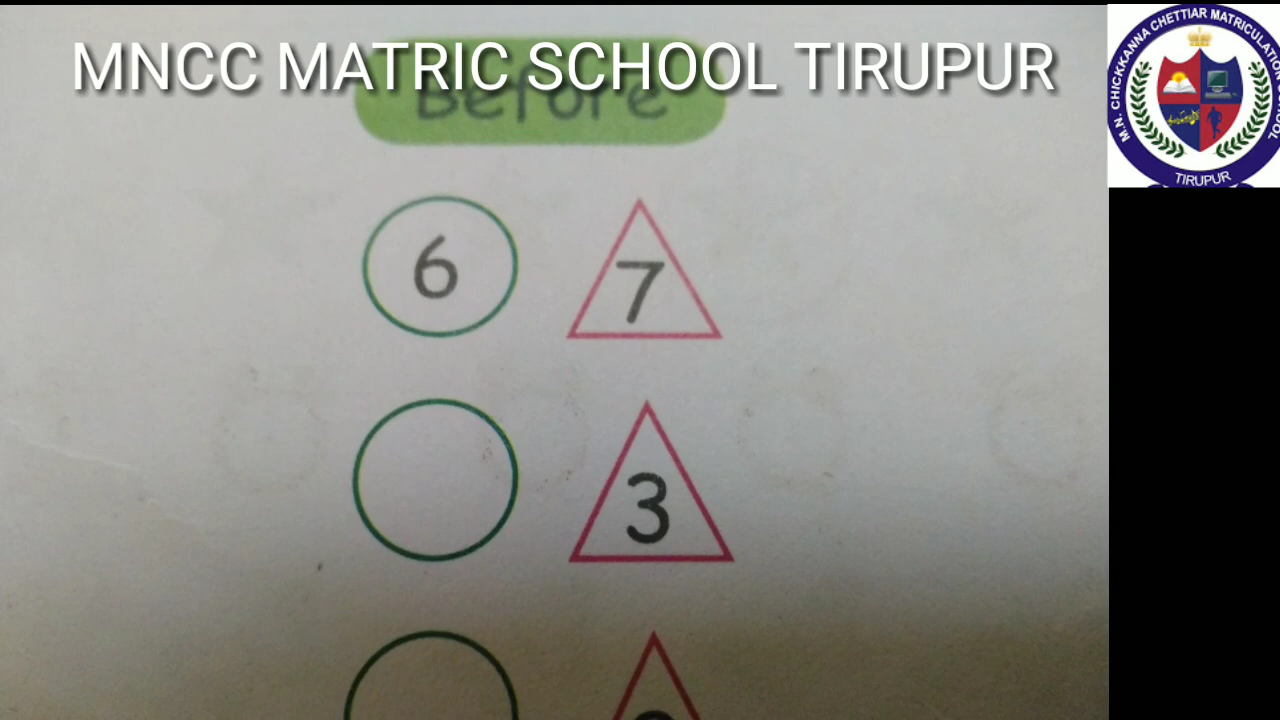 MNCC MATRIC SCHOOL TIRUPUR
Before
6 7
3
M.N. CHICKKANNA CHETTIAR MATRICULATION SCHOOL
TIRUPUR